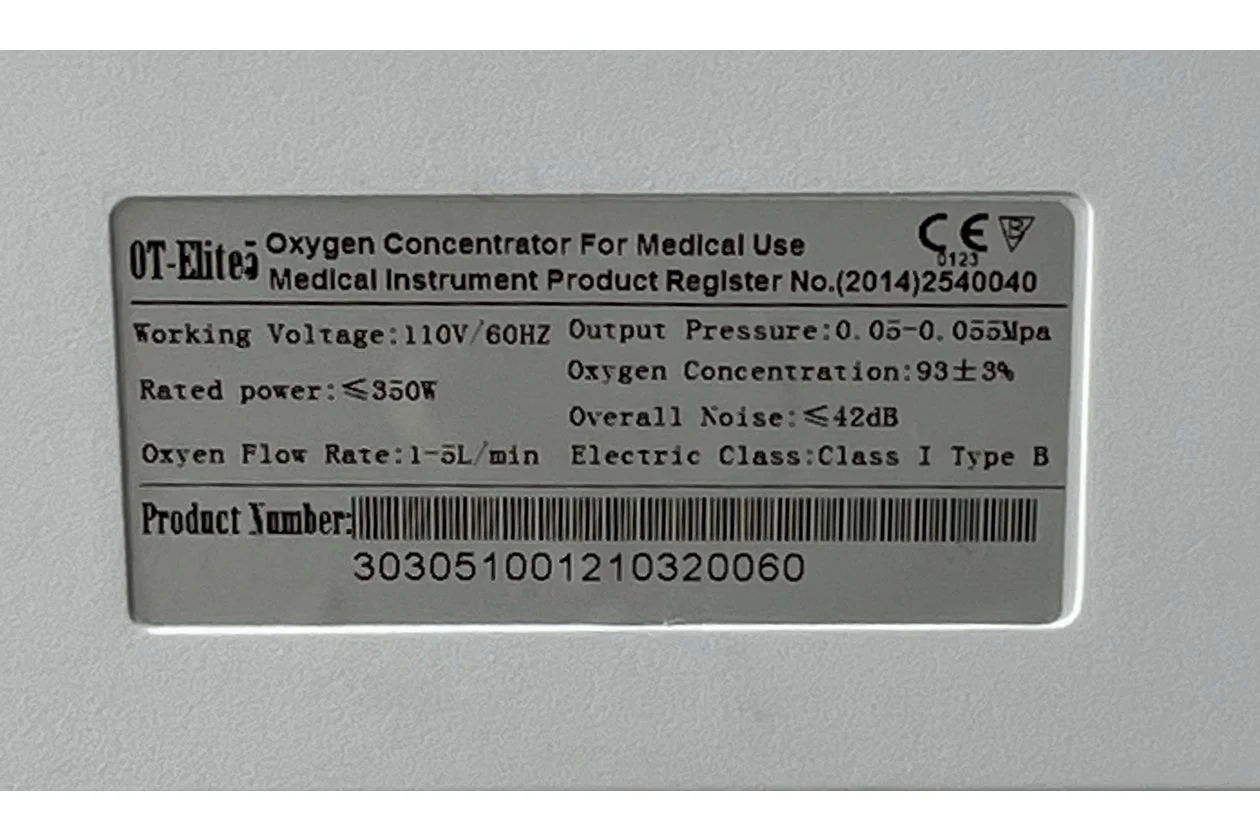 OT-Elite5 Oxygen Concentrator For Medical Use
Medical Instrument Product Register No.(2014)2540040
CE 0123
B
Working Voltage:110V/60HZ
Output Pressure:0.05-0.055Mpa
Rated power:≤350W
Oxygen Concentration:93±3%
Overall Noise:≤42dB
Oxyen Flow Rate:1-5L/min
Electric Class:Class I Type B
Product Number:
303051001210320060